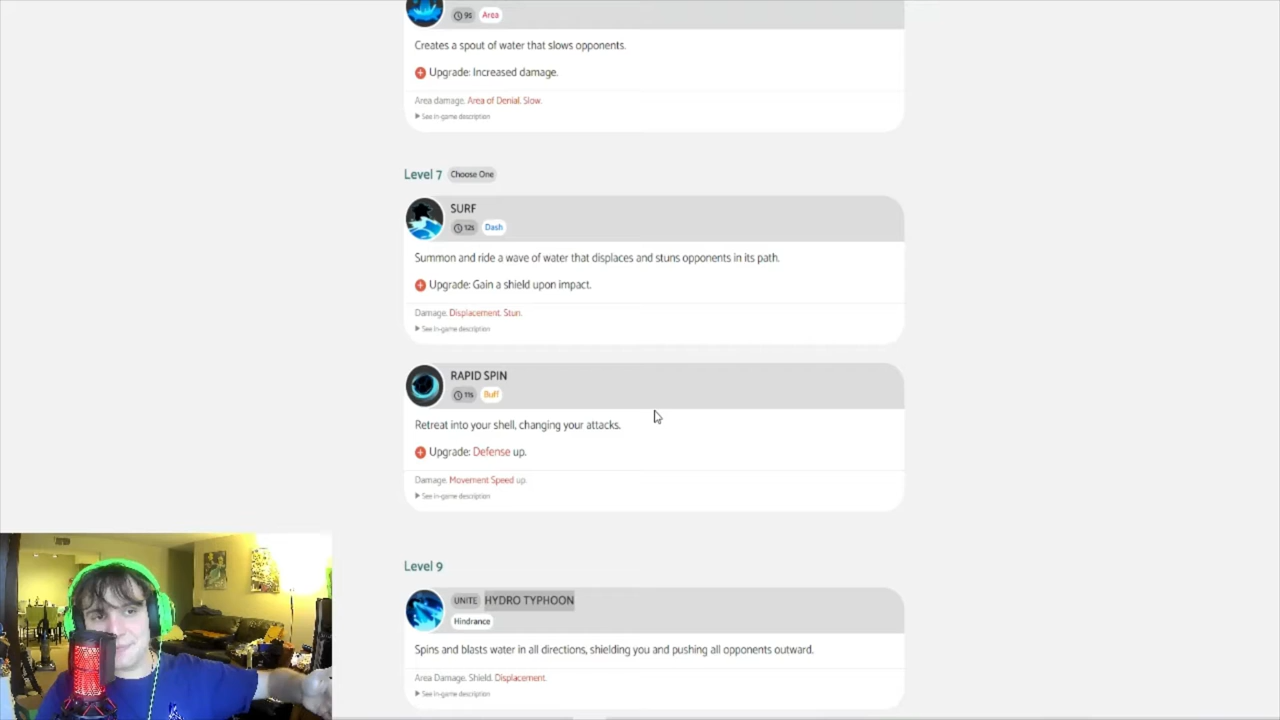 9s Area
Creates a spout of water that slows opponents.
Upgrade: Increased damage.
Area damage. Area of Denial. Slow.
See in-game description
Level 7 Choose One
SURF
12s Dash
Summon and ride a wave of water that displaces and stuns opponents in its path.
Upgrade: Gain a shield upon impact.
Damage. Displacement. Stun.
See in-game description
RAPID SPIN
11s Buff
Retreat into your shell, changing your attacks.
Upgrade: Defense up.
Damage. Movement Speed up.
See in-game description
Level 9
UNITE HYDRO TYPHOON
Hindrance
Spins and blasts water in all directions, shielding you and pushing all opponents outward.
Area Damage. Shield. Displacement.
See in-game description